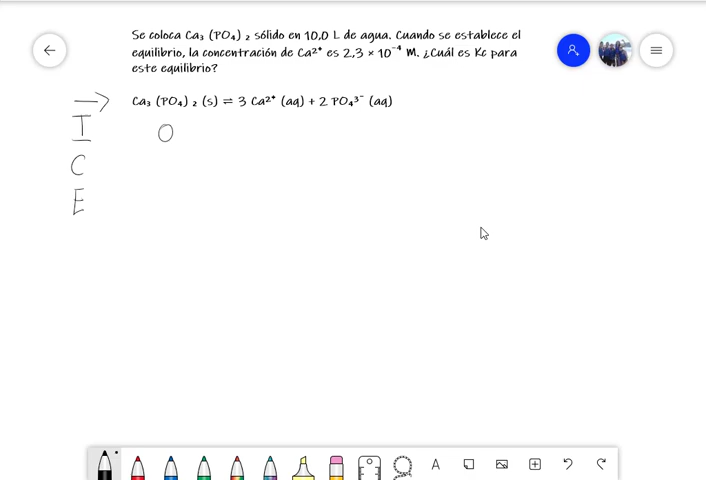 Se coloca Ca₃ (PO₄) ₂ sólido en 10.0 L de agua. Cuando se establece el
equilibrio, la concentración de Ca²⁺ es 2,3 × 10⁻⁴ M. ¿Cuál es Kc para
este equilibrio?
→ Ca₃ (PO₄) ₂ (s) ⇌ 3 Ca²⁺ (aq) + 2 PO₄³⁻ (aq)
I 0
C
E
A